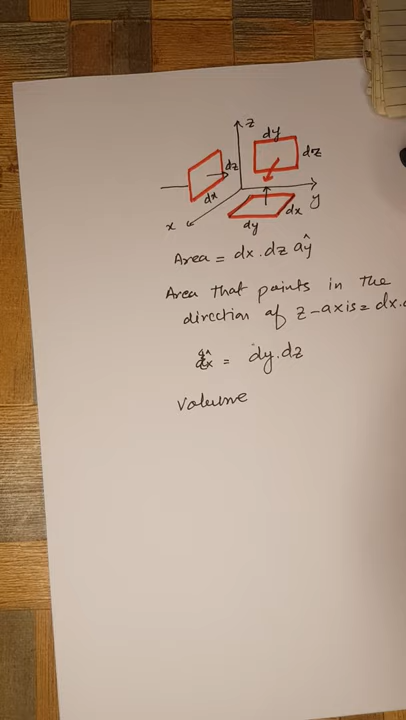 z
dy
dz
dz
dx
dx
y
x
dy
Area = dx.dz aŷ
Area that points in the
direction of z-axis = dx.
= dy.dz
Volume